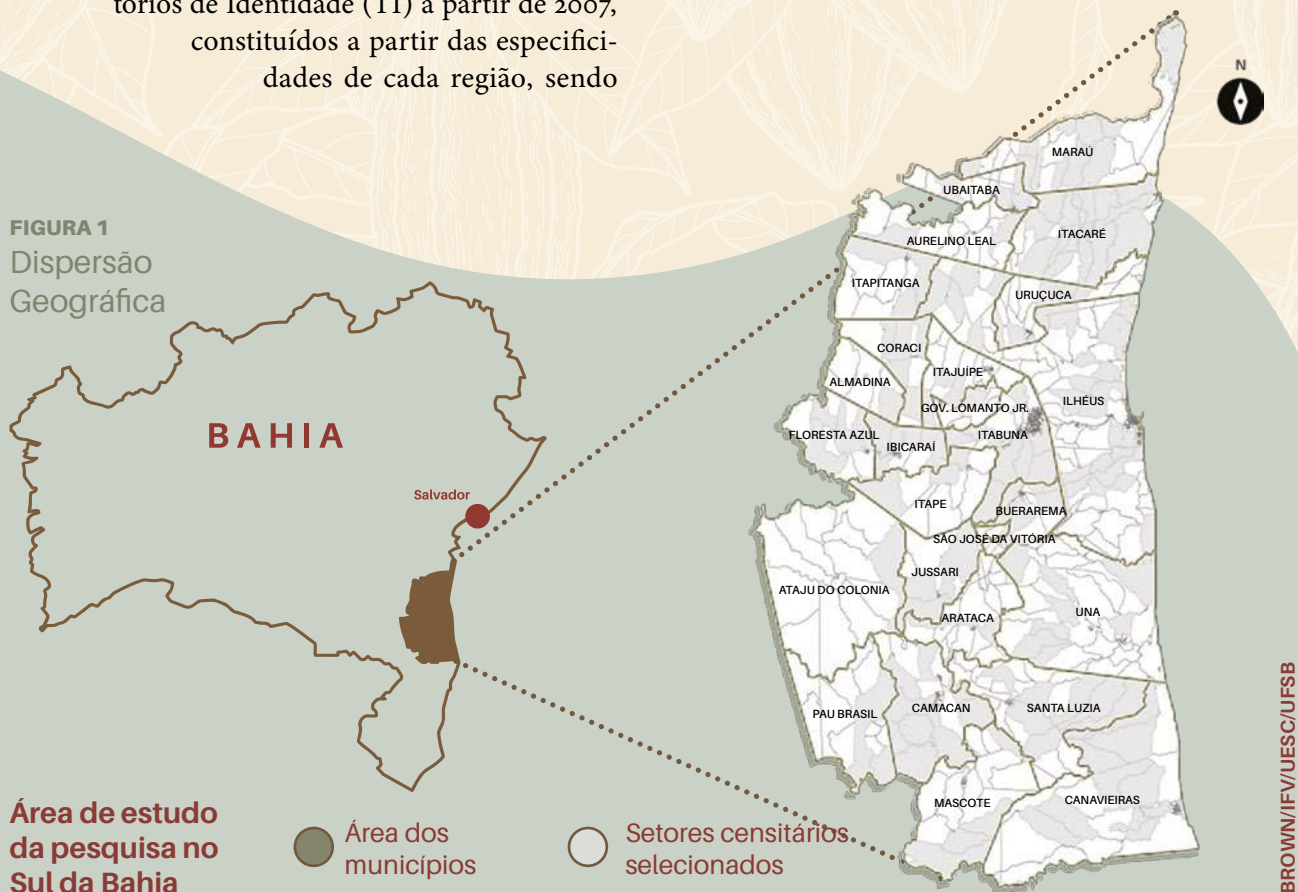 tórios de Identidade (TI) a partir de 2007,
constituídos a partir das especifici-
dades de cada região, sendo
FIGURA 1
Dispersão
Geográfica
BAHIA
Salvador
N
MARAÚ
UBAITABA
ITACARÉ
AURELINO LEAL
ITAPITANGA
URUÇUCA
CORACI
ITAJUÍPE
ALMADINA
ILHÉUS
GOV. LOMANTO JR.
FLORESTA AZUL
ITABUNA
IBICARAÍ
ITAPE
BUERAREMA
SÃO JOSÉ DA VITÓRIA
JUSSARI
ATAJU DO COLONIA
UNA
ARATACA
SANTA LUZIA
CAMACAN
PAU BRASIL
MASCOTE
CANAVIEIRAS
Área de estudo
da pesquisa no
Sul da Bahia
Área dos
municípios
Setores censitários
selecionados
BROWN/IFV/UESC/UFSB